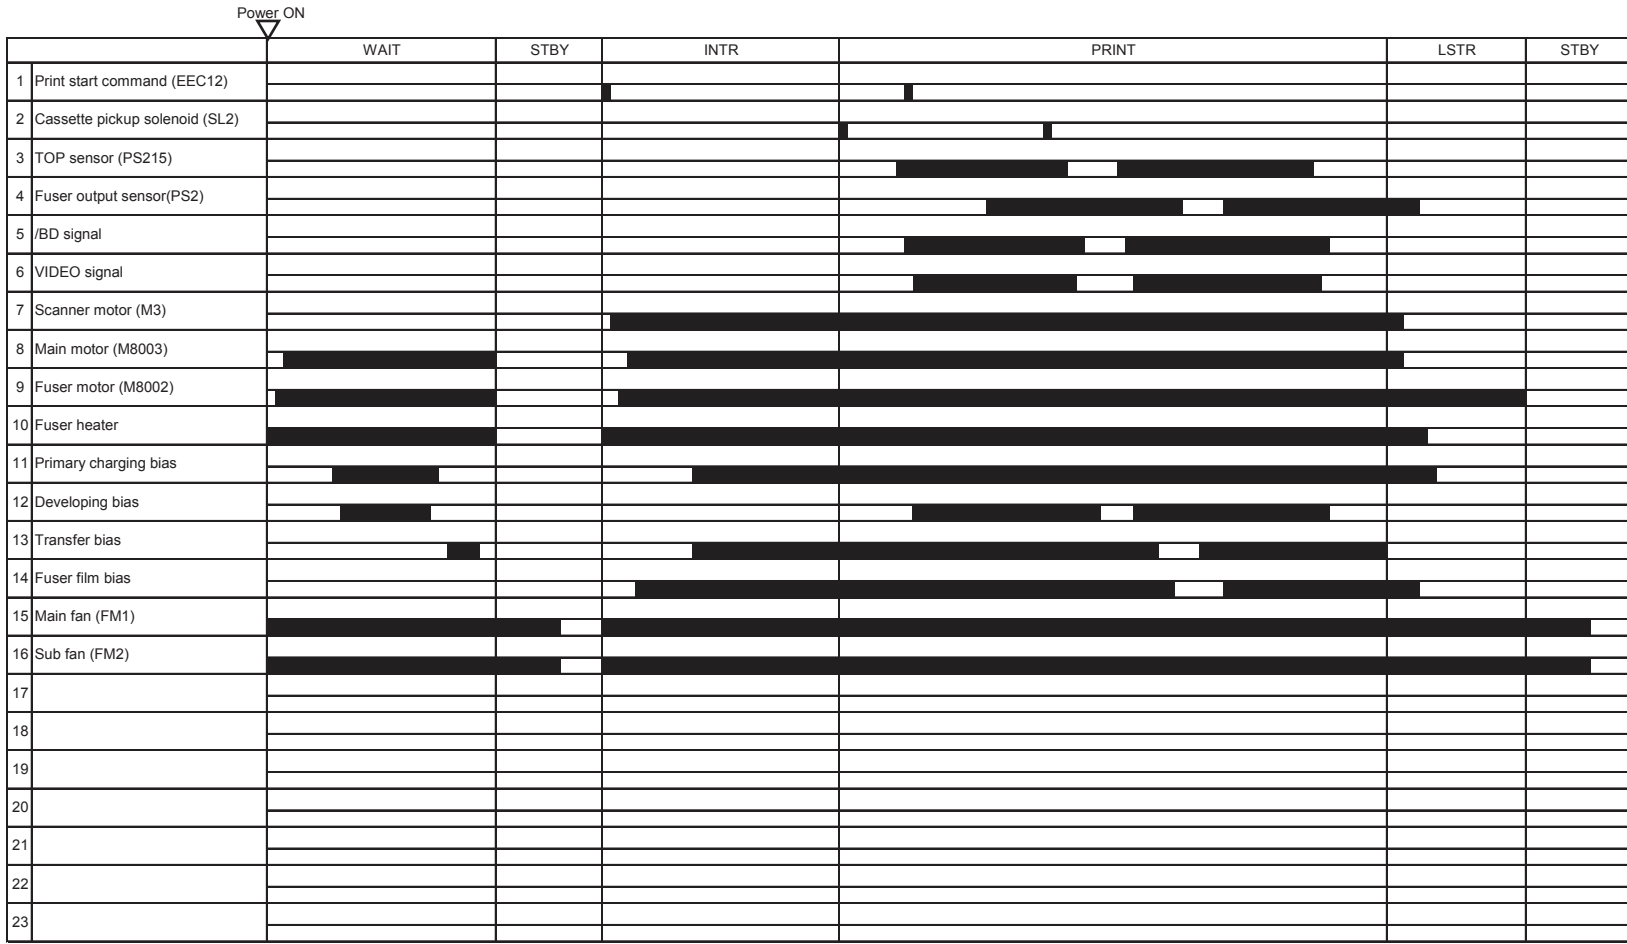 Power ON
WAIT STBY INTR PRINT LSTR STBY
1 Print start command (EEC12)
2 Cassette pickup solenoid (SL2)
3 TOP sensor (PS215)
4 Fuser output sensor(PS2)
5 /BD signal
6 VIDEO signal
7 Scanner motor (M3)
8 Main motor (M8003)
9 Fuser motor (M8002)
10 Fuser heater
11 Primary charging bias
12 Developing bias
13 Transfer bias
14 Fuser film bias
15 Main fan (FM1)
16 Sub fan (FM2)
17
18
19
20
21
22
23